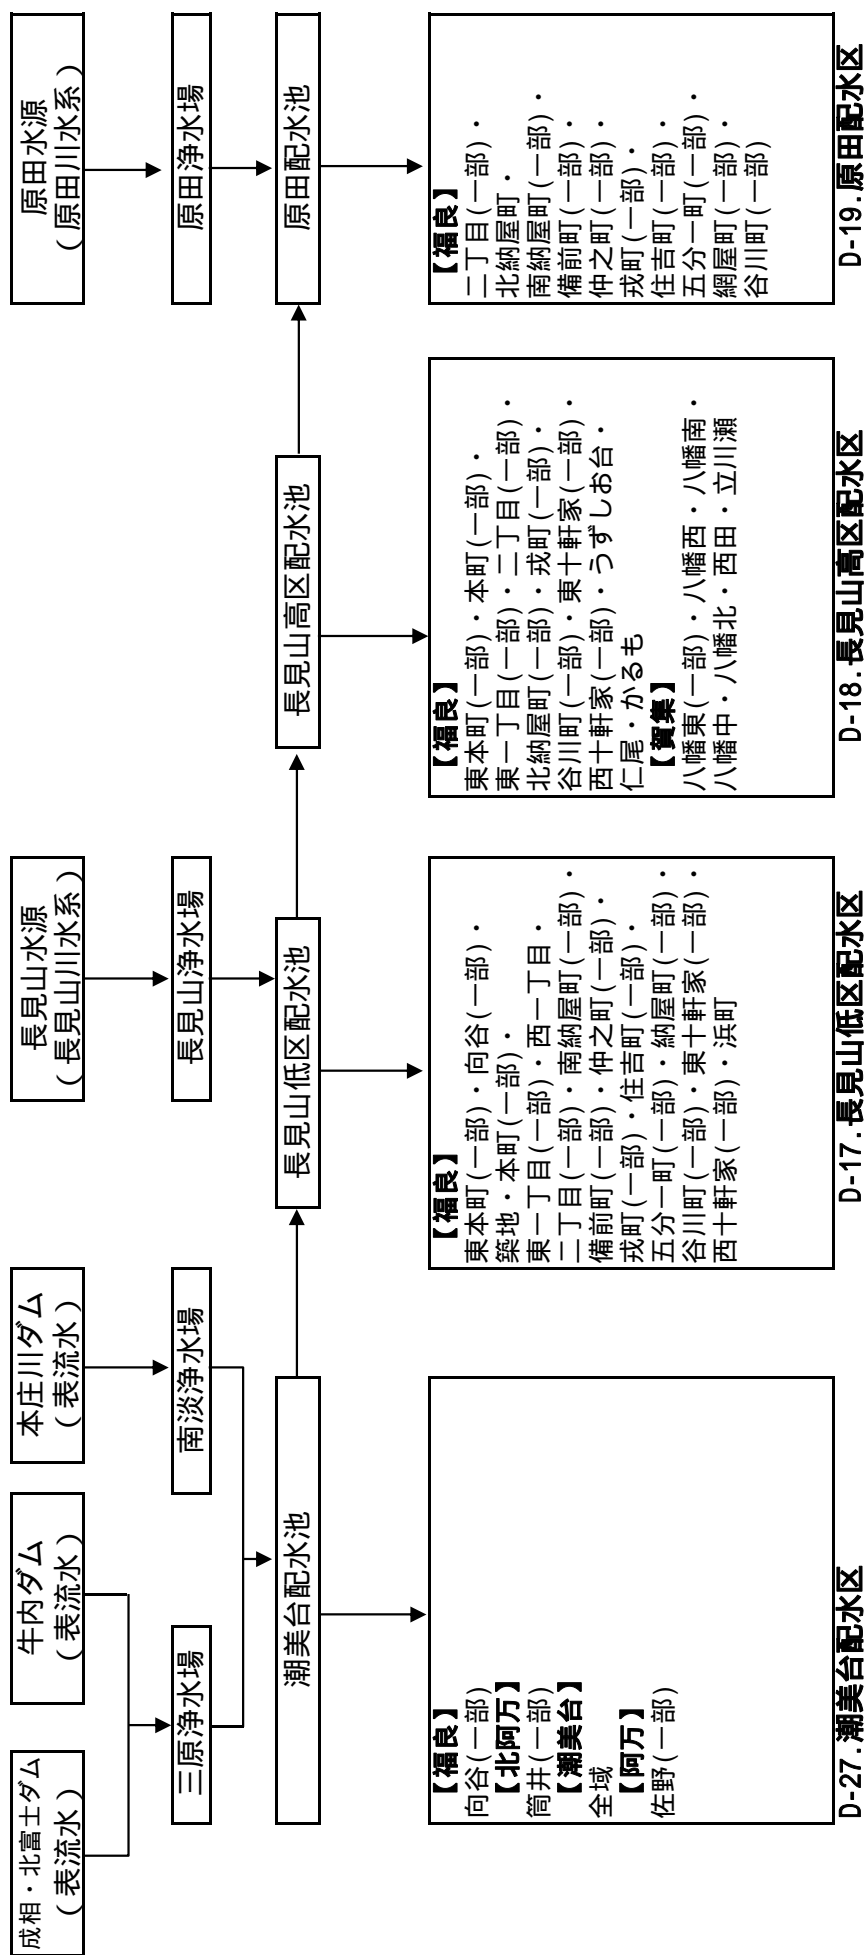 成相・北富士ダム
(表流水)
牛内ダム
(表流水)
本庄川ダム
(表流水)
長見山水源
(長見山川水系)
原田水源
(原田川水系)
三原浄水場
南淡浄水場
長見山浄水場
原田浄水場
潮美台配水池
長見山低区配水池
長見山高区配水池
原田配水池
【福良】
向谷(一部)
【北阿万】
筒井(一部)
【潮美台】
全域
【阿万】
佐野(一部)
D-27.潮美台配水区
【福良】
東本町(一部)・向谷(一部)・
築地・本町(一部)・
東一丁目(一部)・西一丁目・
二丁目(一部)・南納屋町(一部)・
備前町(一部)・仲之町(一部)・
戎町(一部)・住吉町(一部)・
五分一町(一部)・納屋町(一部)・
谷川町(一部)・東十軒家(一部)・
西十軒家(一部)・浜町
D-17.長見山低区配水区
【福良】
東本町(一部)・本町(一部)・
東一丁目(一部)・二丁目(一部)・
北納屋町(一部)・戎町(一部)・
谷川町(一部)・東十軒家(一部)・
西十軒家(一部)・うずしお台・
仁尾・かるも
【賀集】
八幡東(一部)・八幡西・八幡南・
八幡中・八幡北・西田・立川瀬
D-18.長見山高区配水区
【福良】
二丁目(一部)・
北納屋町・
南納屋町(一部)・
備前町(一部)・
仲之町(一部)・
戎町(一部)・
住吉町(一部)・
五分一町(一部)・
網屋町(一部)・
谷川町(一部)
D-19.原田配水区